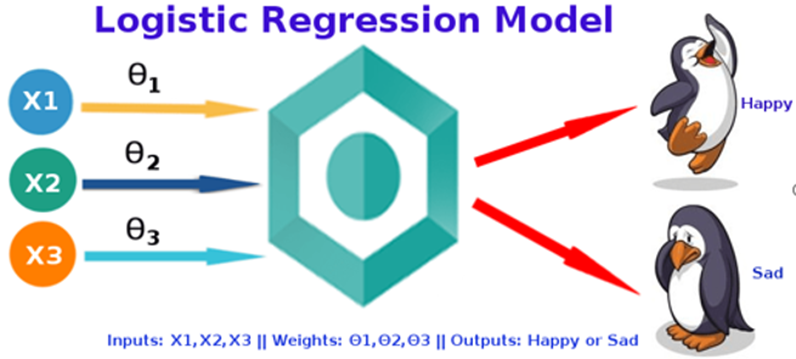 Logistic Regression Model
X1
θ1
X2
θ2
X3
θ3
Happy
Sad
Inputs: X1,X2,X3 || Weights: Θ1,Θ2,Θ3 || Outputs: Happy or Sad